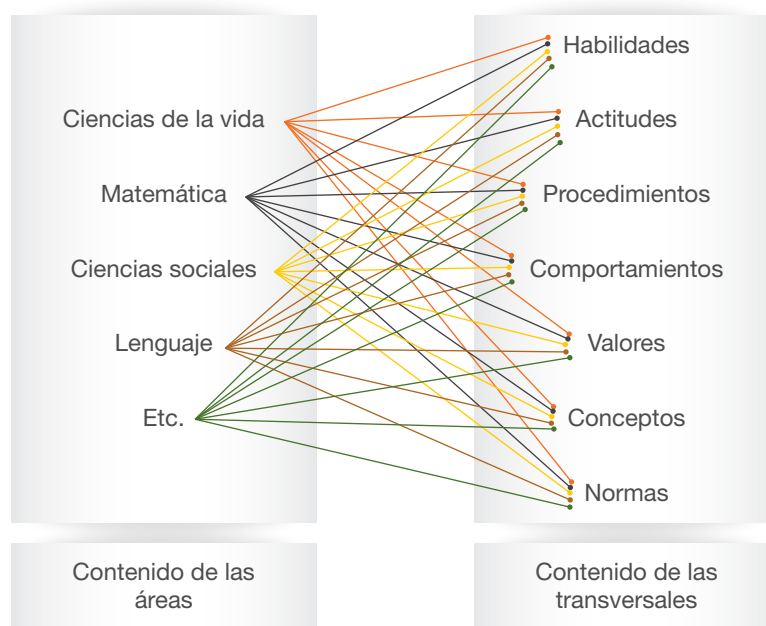 Ciencias de la vida
Matemática
Ciencias sociales
Lenguaje
Etc.
Contenido de las
áreas
Habilidades
Actitudes
Procedimientos
Comportamientos
Valores
Conceptos
Normas
Contenido de las
transversales